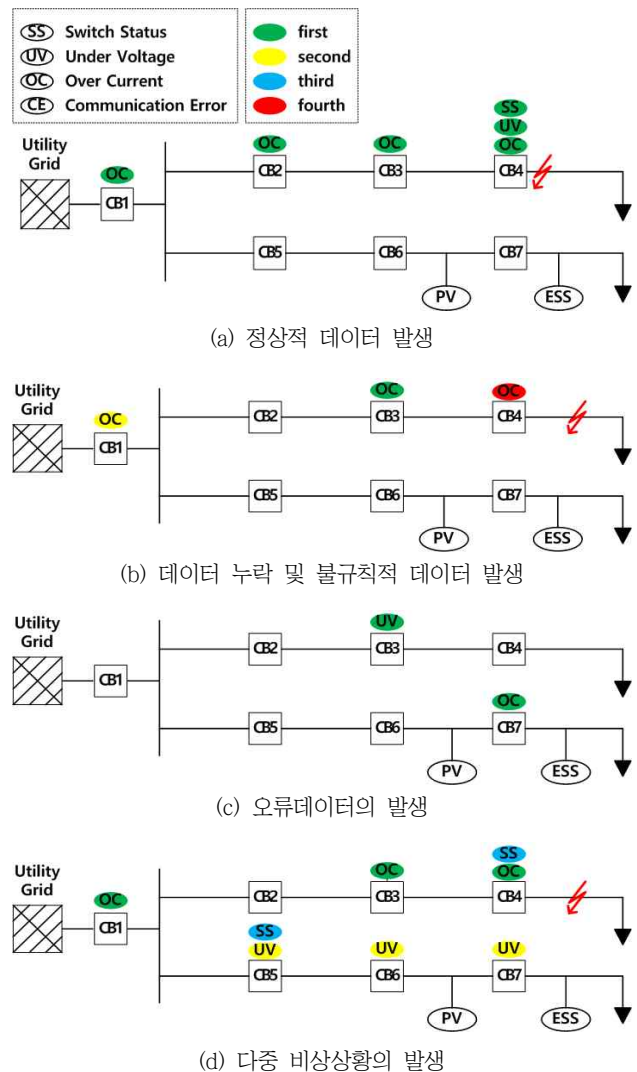 SS Switch Status
UV Under Voltage
OC Over Current
CE Communication Error
first
second
third
fourth
SS
UV
OC OC OC OC
Utility
Grid
CB1 CB2 CB3 CB4
CB5 CB6 CB7
PV ESS
(a) 정상적 데이터 발생
Utility
Grid
OC OC OC
CB1 CB2 CB3 CB4
CB5 CB6 CB7
PV ESS
(b) 데이터 누락 및 불규칙적 데이터 발생
Utility
Grid
UV
CB1 CB2 CB3 CB4
OC
CB5 CB6 CB7
PV ESS
(c) 오류데이터의 발생
Utility
Grid
SS
OC OC OC
CB1 CB2 CB3 CB4
SS
UV UV UV
CB5 CB6 CB7
PV ESS
(d) 다중 비상상황의 발생